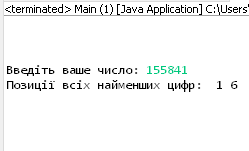 <terminated> Main (1) [Java Application] C:\Users\
Введіть ваше число: 155841
Позиції всіх найменших цифр:  1 6